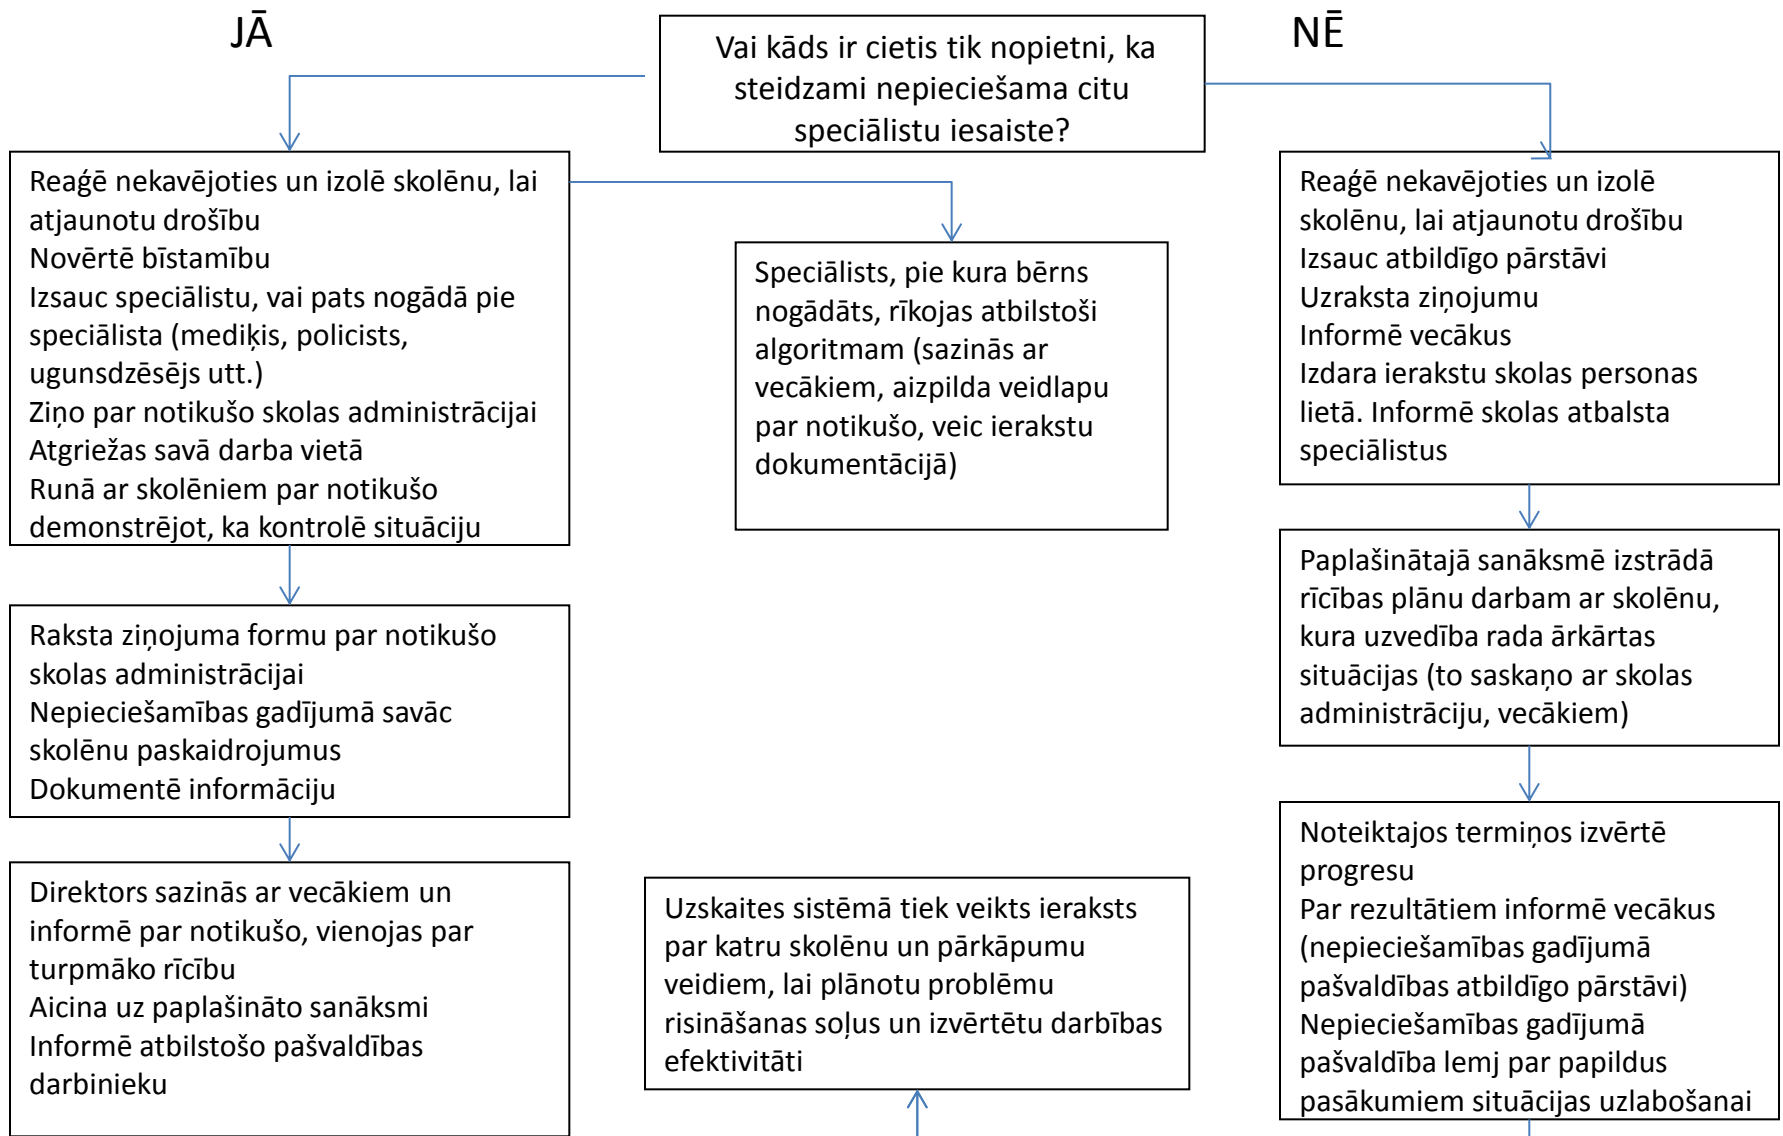 JĀ
Vai kāds ir cietis tik nopietni, ka
steidzami nepieciešama citu
speciālistu iesaiste?
NĒ
Reaģē nekavējoties un izolē skolēnu, lai
atjaunotu drošību
Novērtē bīstamību
Izsauc speciālistu, vai pats nogādā pie
speciālista (mediķis, policists,
ugunsdzēsējs utt.)
Ziņo par notikušo skolas administrācijai
Atgriežas savā darba vietā
Runā ar skolēniem par notikušo
demonstrējot, ka kontrolē situāciju
Speciālists, pie kura bērns
nogādāts, rīkojas atbilstoši
algoritmam (sazinās ar
vecākiem, aizpilda veidlapu
par notikušo, veic ierakstu
dokumentācijā)
Reaģē nekavējoties un izolē
skolēnu, lai atjaunotu drošību
Izsauc atbildīgo pārstāvi
Uzraksta ziņojumu
Informē vecākus
Izdara ierakstu skolas personas
lietā. Informē skolas atbalsta
speciālistus
Raksta ziņojuma formu par notikušo
skolas administrācijai
Nepieciešamības gadījumā savāc
skolēnu paskaidrojumus
Dokumentē informāciju
Paplašinātajā sanāksmē izstrādā
rīcības plānu darbam ar skolēnu,
kura uzvedība rada ārkārtas
situācijas (to saskaņo ar skolas
administrāciju, vecākiem)
Direktors sazinās ar vecākiem un
informē par notikušo, vienojas par
turpmāko rīcību
Aicina uz paplašināto sanāksmi
Informē atbilstošo pašvaldības
darbinieku
Uzskaites sistēmā tiek veikts ieraksts
par katru skolēnu un pārkāpumu
veidiem, lai plānotu problēmu
risināšanas soļus un izvērtētu darbības
efektivitāti
Noteiktajos termiņos izvērtē
progresu
Par rezultātiem informē vecākus
(nepieciešamības gadījumā
pašvaldības atbildīgo pārstāvi)
Nepieciešamības gadījumā
pašvaldība lemj par papildus
pasākumiem situācijas uzlabošanai